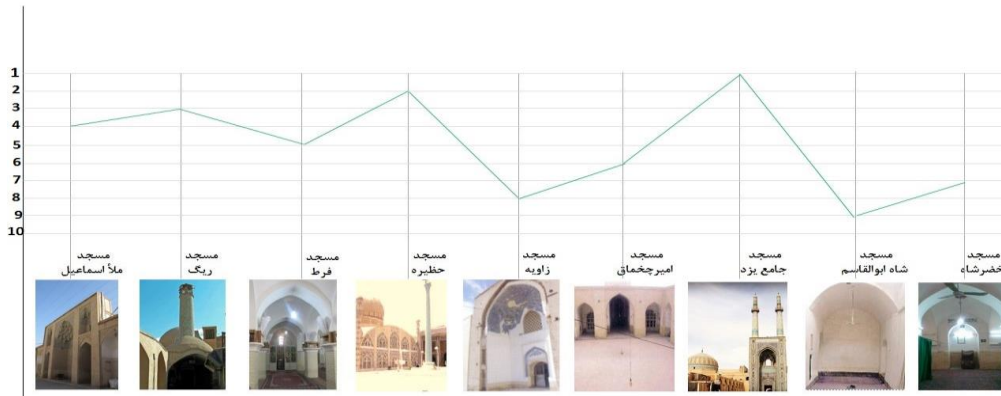 1
2
3
4
5
6
7
8
9
10
مسجد
ملأ اسماعیل
مسجد
ریگ
مسجد
فرط
مسجد
حظیره
مسجد
زاویه
مسجد
امیرچخماق
مسجد
جامع یزد
مسجد
شاه ابوالقاسم
مسجد
خضرشاه